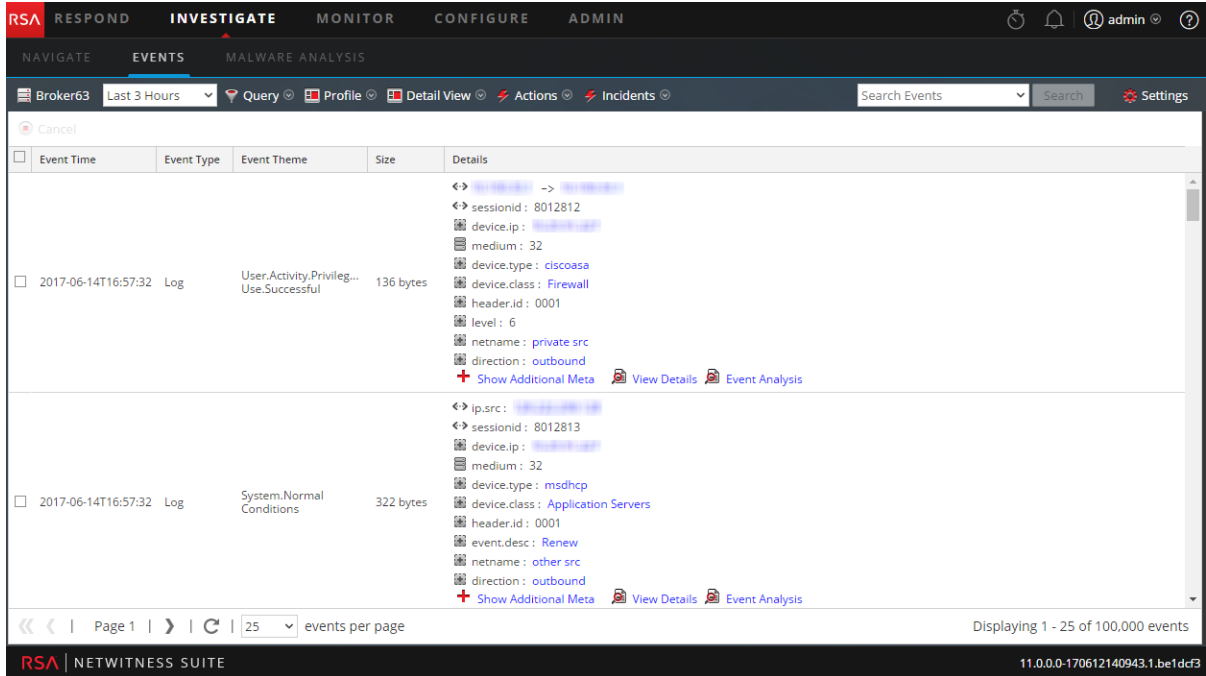 RSA RESPOND INVESTIGATE MONITOR CONFIGURE ADMIN admin ?
NAVIGATE EVENTS MALWARE ANALYSIS
Broker63 Last 3 Hours Query Profile Detail View Actions Incidents Search Events Search Settings
Cancel
Event Time Event Type Event Theme Size Details
->
sessionid : 8012812
device.ip :
medium : 32
device.type : ciscoasa
2017-06-14T16:57:32 Log User.Activity.Privileg... Use.Successful 136 bytes
device.class : Firewall
header.id : 0001
level : 6
netname : private src
direction : outbound
Show Additional Meta View Details Event Analysis
ip.src :
sessionid : 8012813
device.ip :
medium : 32
device.type : msdhcp
2017-06-14T16:57:32 Log System.Normal Conditions 322 bytes
device.class : Application Servers
header.id : 0001
event.desc : Renew
netname : other src
direction : outbound
Show Additional Meta View Details Event Analysis
Page 1 25 events per page Displaying 1 - 25 of 100,000 events
RSA NETWITNESS SUITE 11.0.0.0-170612140943.1.be1dcf3